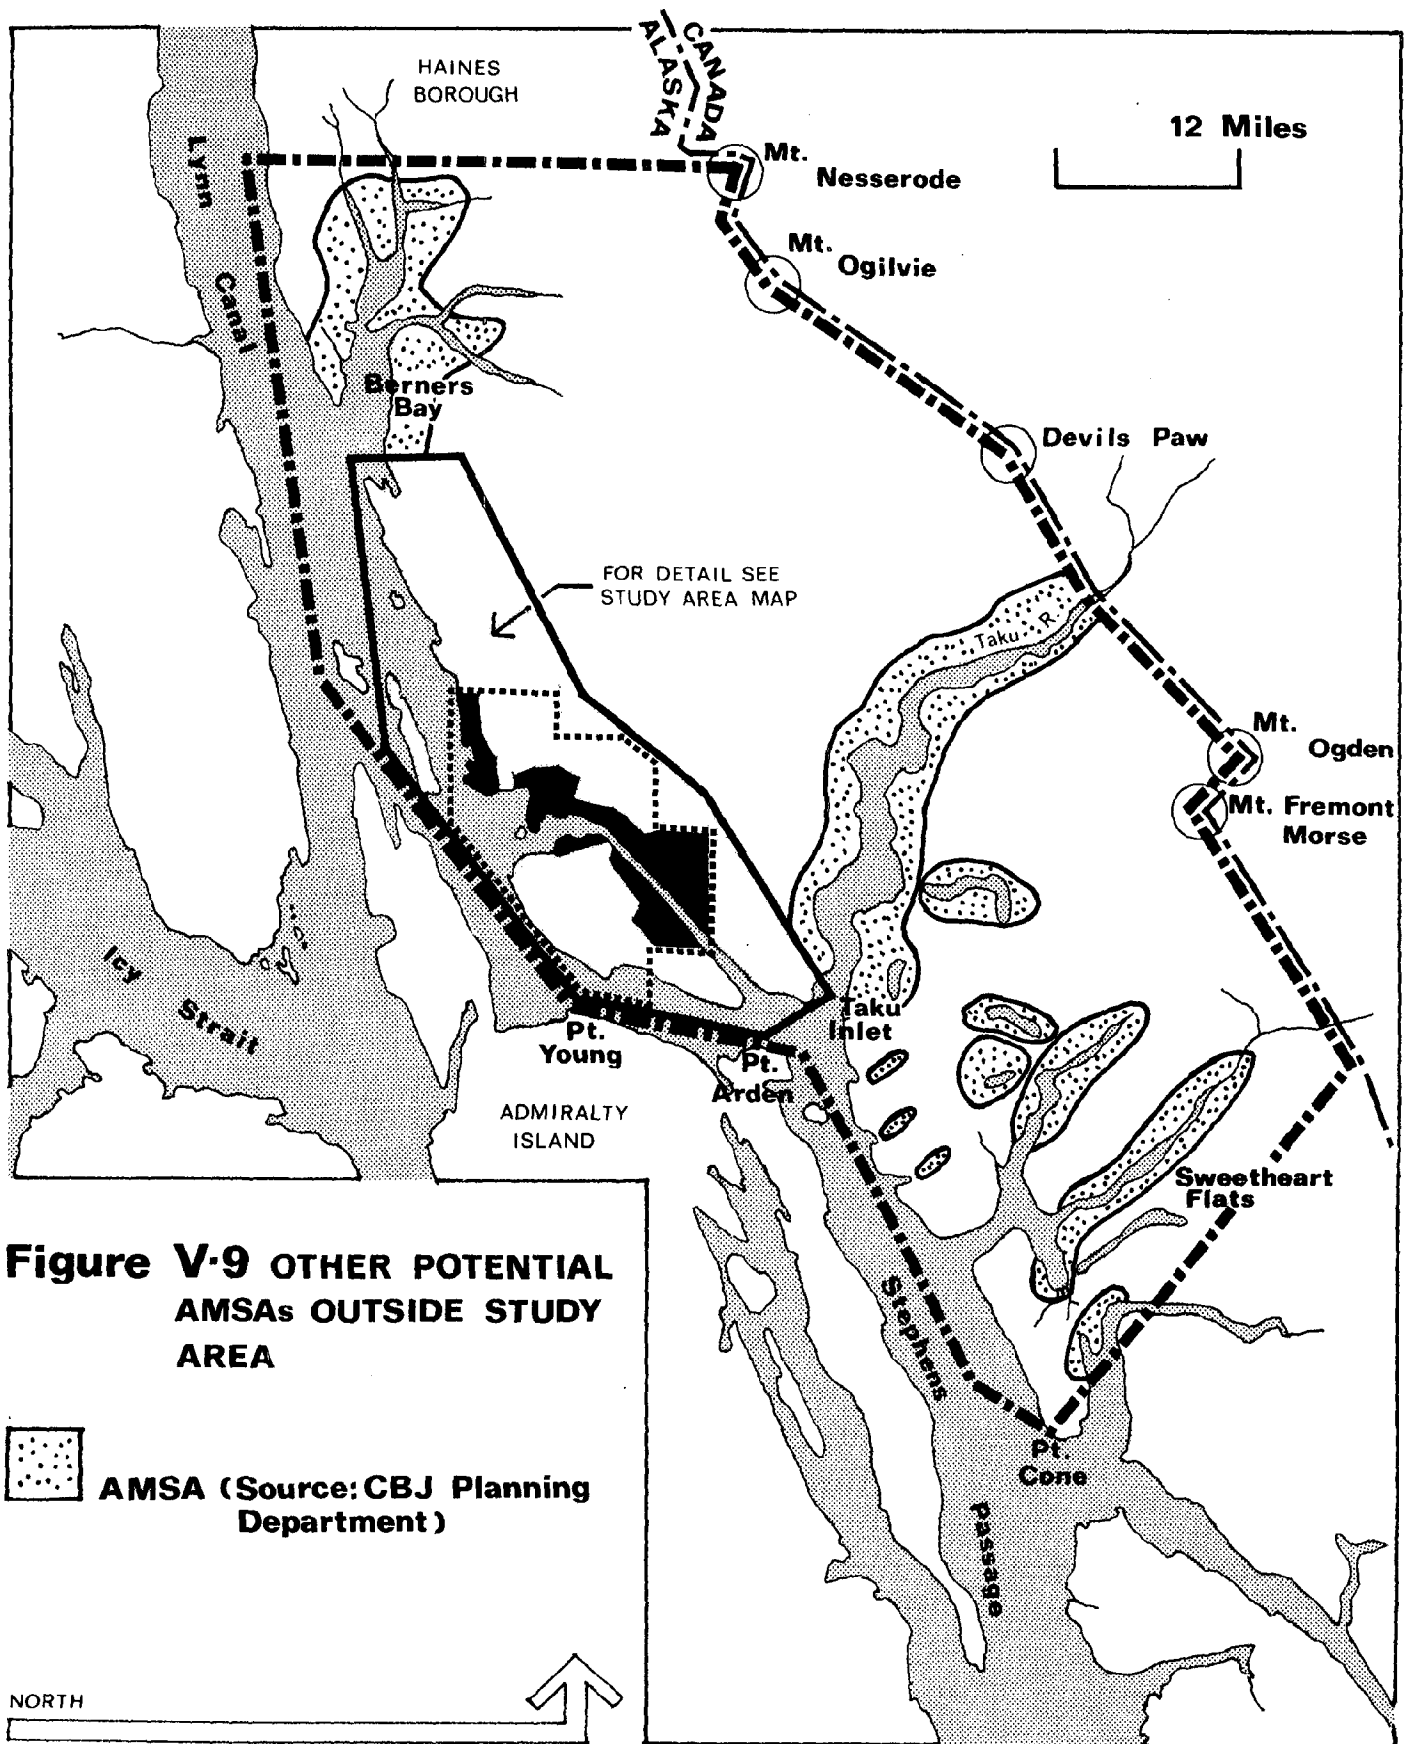 CANADA
ALASKA
HAINES
BOROUGH
12 Miles
Lynn
Canal
Mt.
Nesserode
Mt.
Ogilvie
Berners
Bay
Devils Paw
FOR DETAIL SEE
STUDY AREA MAP
Taku R.
Mt.
Ogden
Mt. Fremont
Morse
Icy
Strait
Taku
Inlet
Pt.
Young
Pt.
Arden
ADMIRALTY
ISLAND
Sweetheart
Flats
Stephens
Passage
Pt.
Cone
Figure V-9 OTHER POTENTIAL
AMSAs OUTSIDE STUDY
AREA
AMSA (Source: CBJ Planning
Department)
NORTH